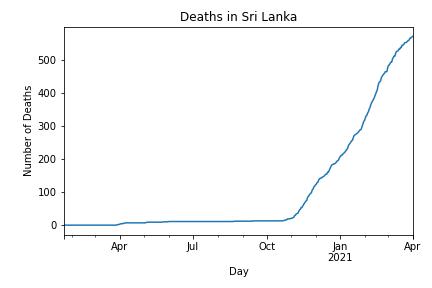 Deaths in Sri Lanka
Number of Deaths
500
400
300
200
100
0
Apr
Jul
Oct
Jan
2021
Apr
Day